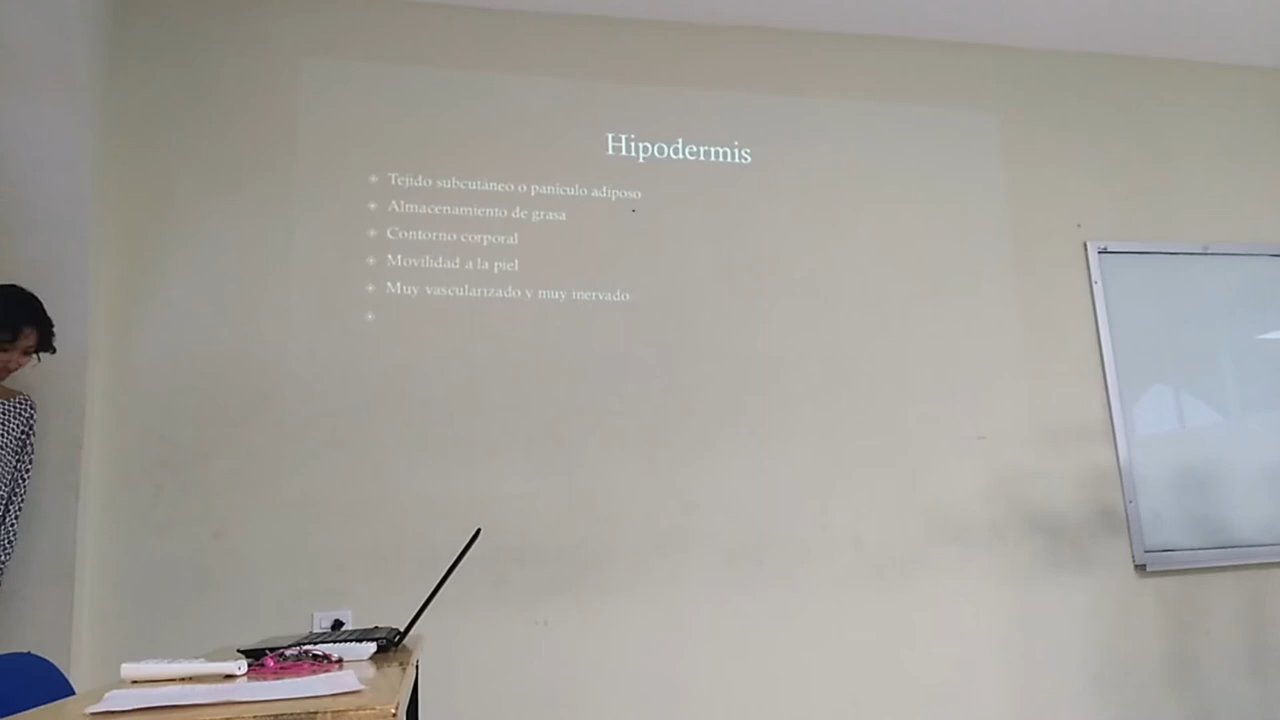 Hipodermis
Tejido subcutáneo o panículo adiposo
Almacenamiento de grasa
Contorno corporal
Movilidad a la piel
Muy vascularizado y muy inervado